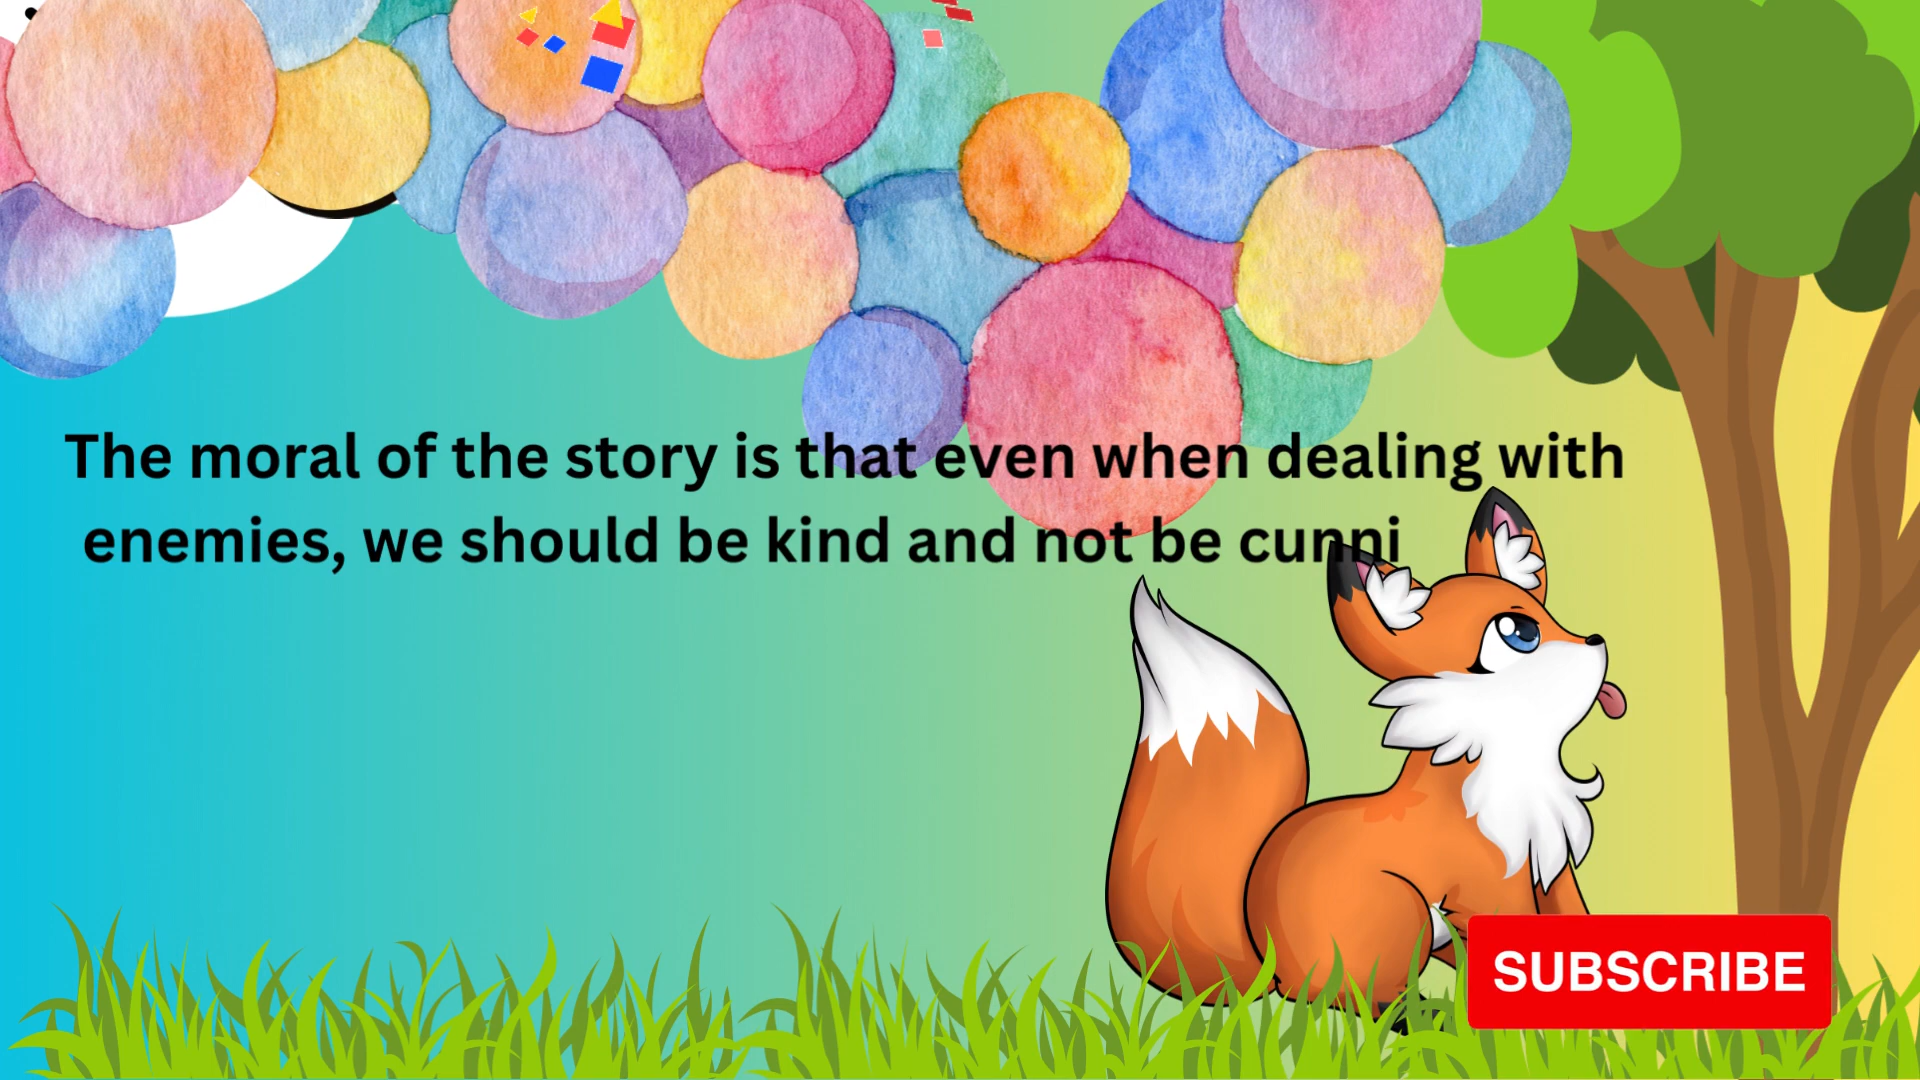 The moral of the story is that even when dealing with
enemies, we should be kind and not be cunni
SUBSCRIBE